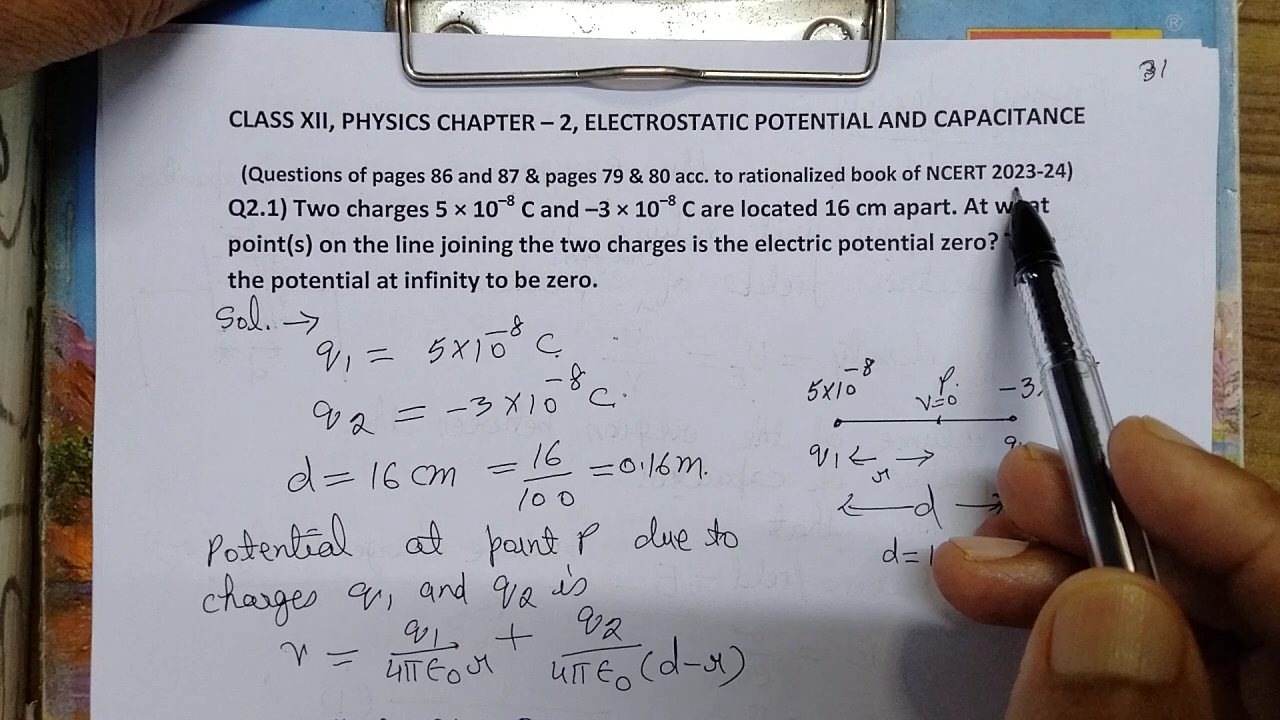 31
CLASS XII, PHYSICS CHAPTER – 2, ELECTROSTATIC POTENTIAL AND CAPACITANCE
(Questions of pages 86 and 87 & pages 79 & 80 acc. to rationalized book of NCERT 2023-24)
Q2.1) Two charges 5 × 10⁻⁸ C and –3 × 10⁻⁸ C are located 16 cm apart. At what
point(s) on the line joining the two charges is the electric potential zero?
the potential at infinity to be zero.
Sol. →
q₁ = 5×10⁻⁸ C.
q₂ = -3×10⁻⁸ C.
d = 16 cm = 16/100 = 0.16m.
5×10⁻⁸ P. V=0 -3
q₁ ← r →
← d →
d=1
Potential at point P due to
charges q₁ and q₂ is
V = q₁/4πϵ₀r + q₂/4πϵ₀(d-r)